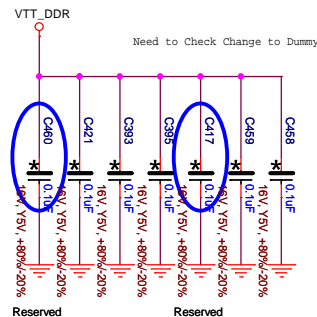 VTT_DDR
Need to Check Change to Dummy
C460
C421
C393
C395
C417
C459
C458
*
*
*
*
*
*
*
0.1uF
0.1uF
0.1uF
0.1uF
0.1uF
0.1uF
0.1uF
16V, Y5V, +80%/-20%
16V, Y5V, +80%/-20%
16V, Y5V, +80%/-20%
16V, Y5V, +80%/-20%
16V, Y5V, +80%/-20%
16V, Y5V, +80%/-20%
16V, Y5V, +80%/-20%
Reserved
Reserved